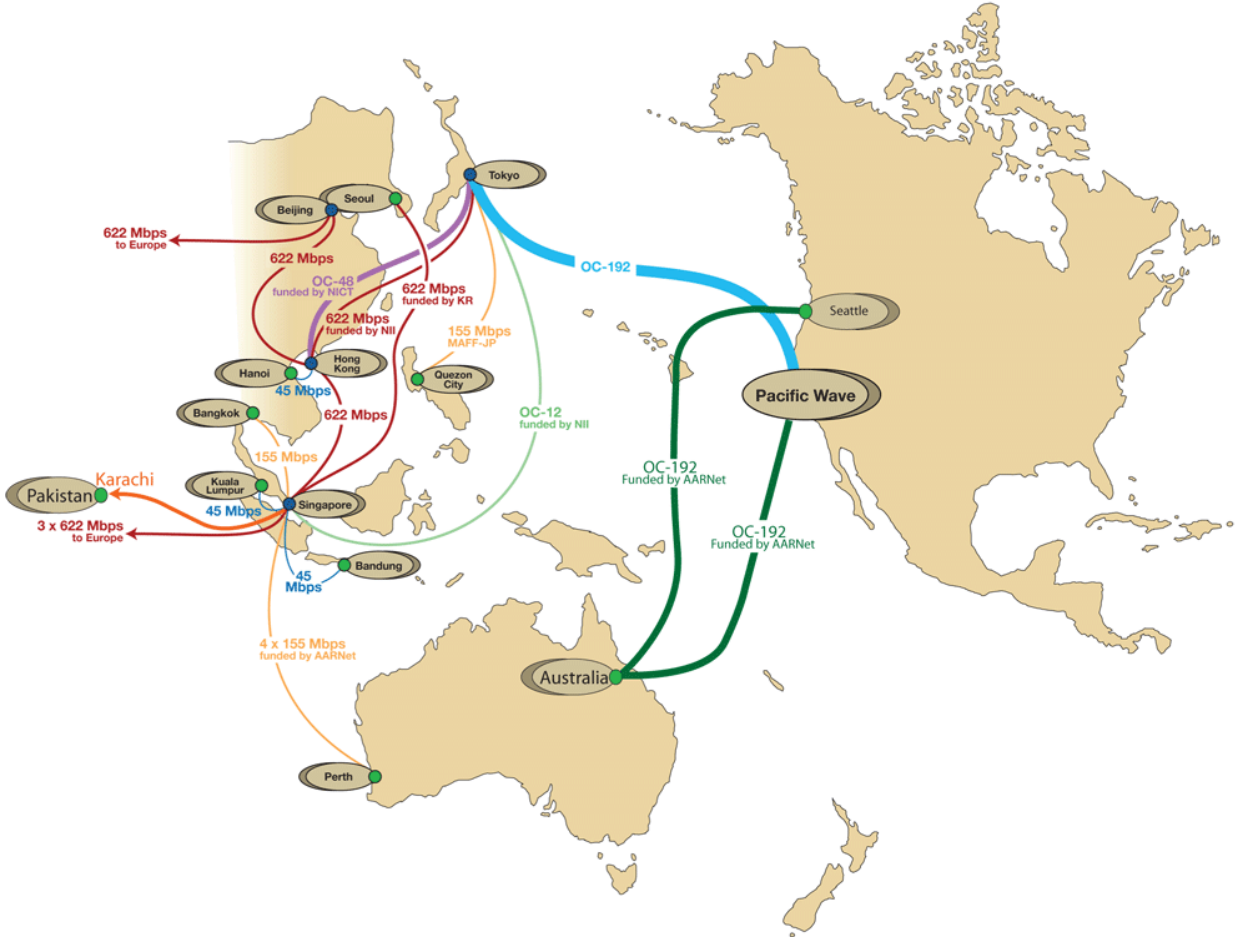 Tokyo
Seoul
Beijing
622 Mbps
to Europe
622 Mbps
OC-48
funded by NICT
622 Mbps
funded by KR
OC-192
622 Mbps
funded by NII
155 Mbps
MAFF-JP
Seattle
Hong
Kong
Hanoi
45 Mbps
Quezon
City
Pacific Wave
Bangkok
622 Mbps
OC-12
funded by NII
155 Mbps
Karachi
Pakistan
Kuala
Lumpur
45 Mbps
Singapore
3 x 622 Mbps
to Europe
OC-192
Funded by AARNet
OC-192
Funded by AARNet
Bandung
45
Mbps
4 x 155 Mbps
funded by AARNet
Australia
Perth